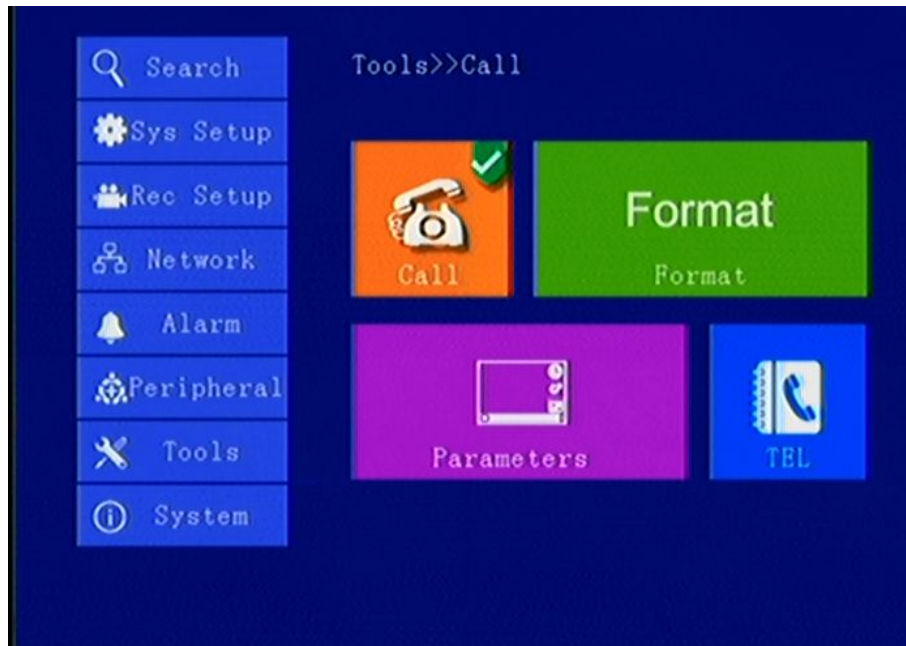 Search
Sys Setup
Rec Setup
Network
Alarm
Peripheral
Tools
System
Tools>>Call
Call
Format
Format
Parameters
TEL